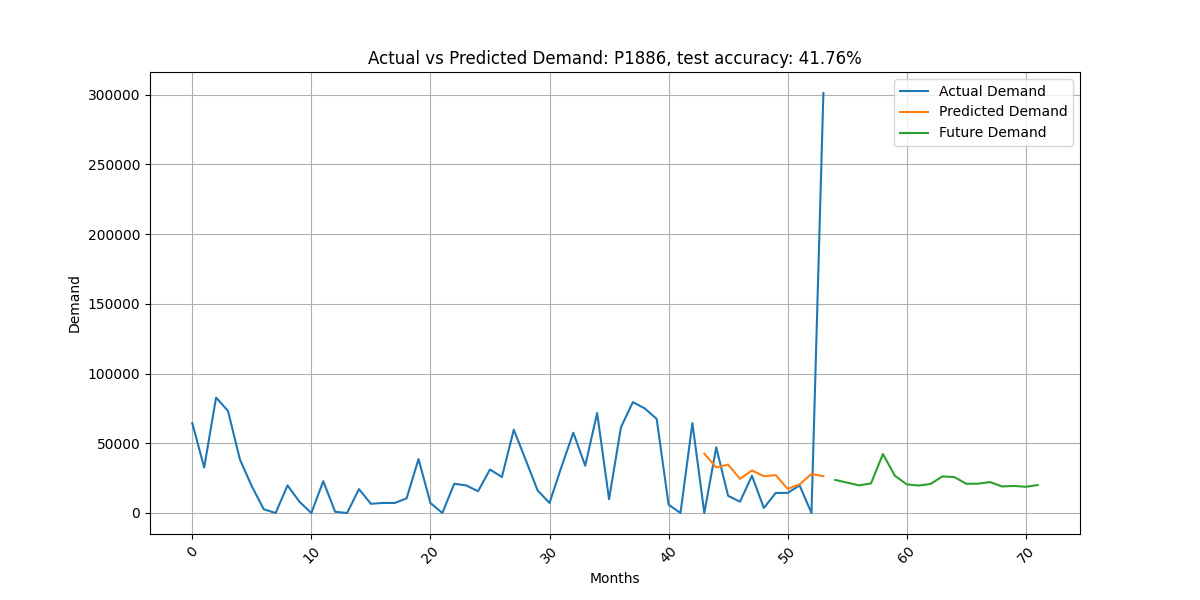 Actual vs Predicted Demand: P1886, test accuracy: 41.76%
Actual Demand
Predicted Demand
Future Demand
300000
250000
200000
150000
100000
50000
0
Demand
0 10 20 30 40 50 60 70
Months